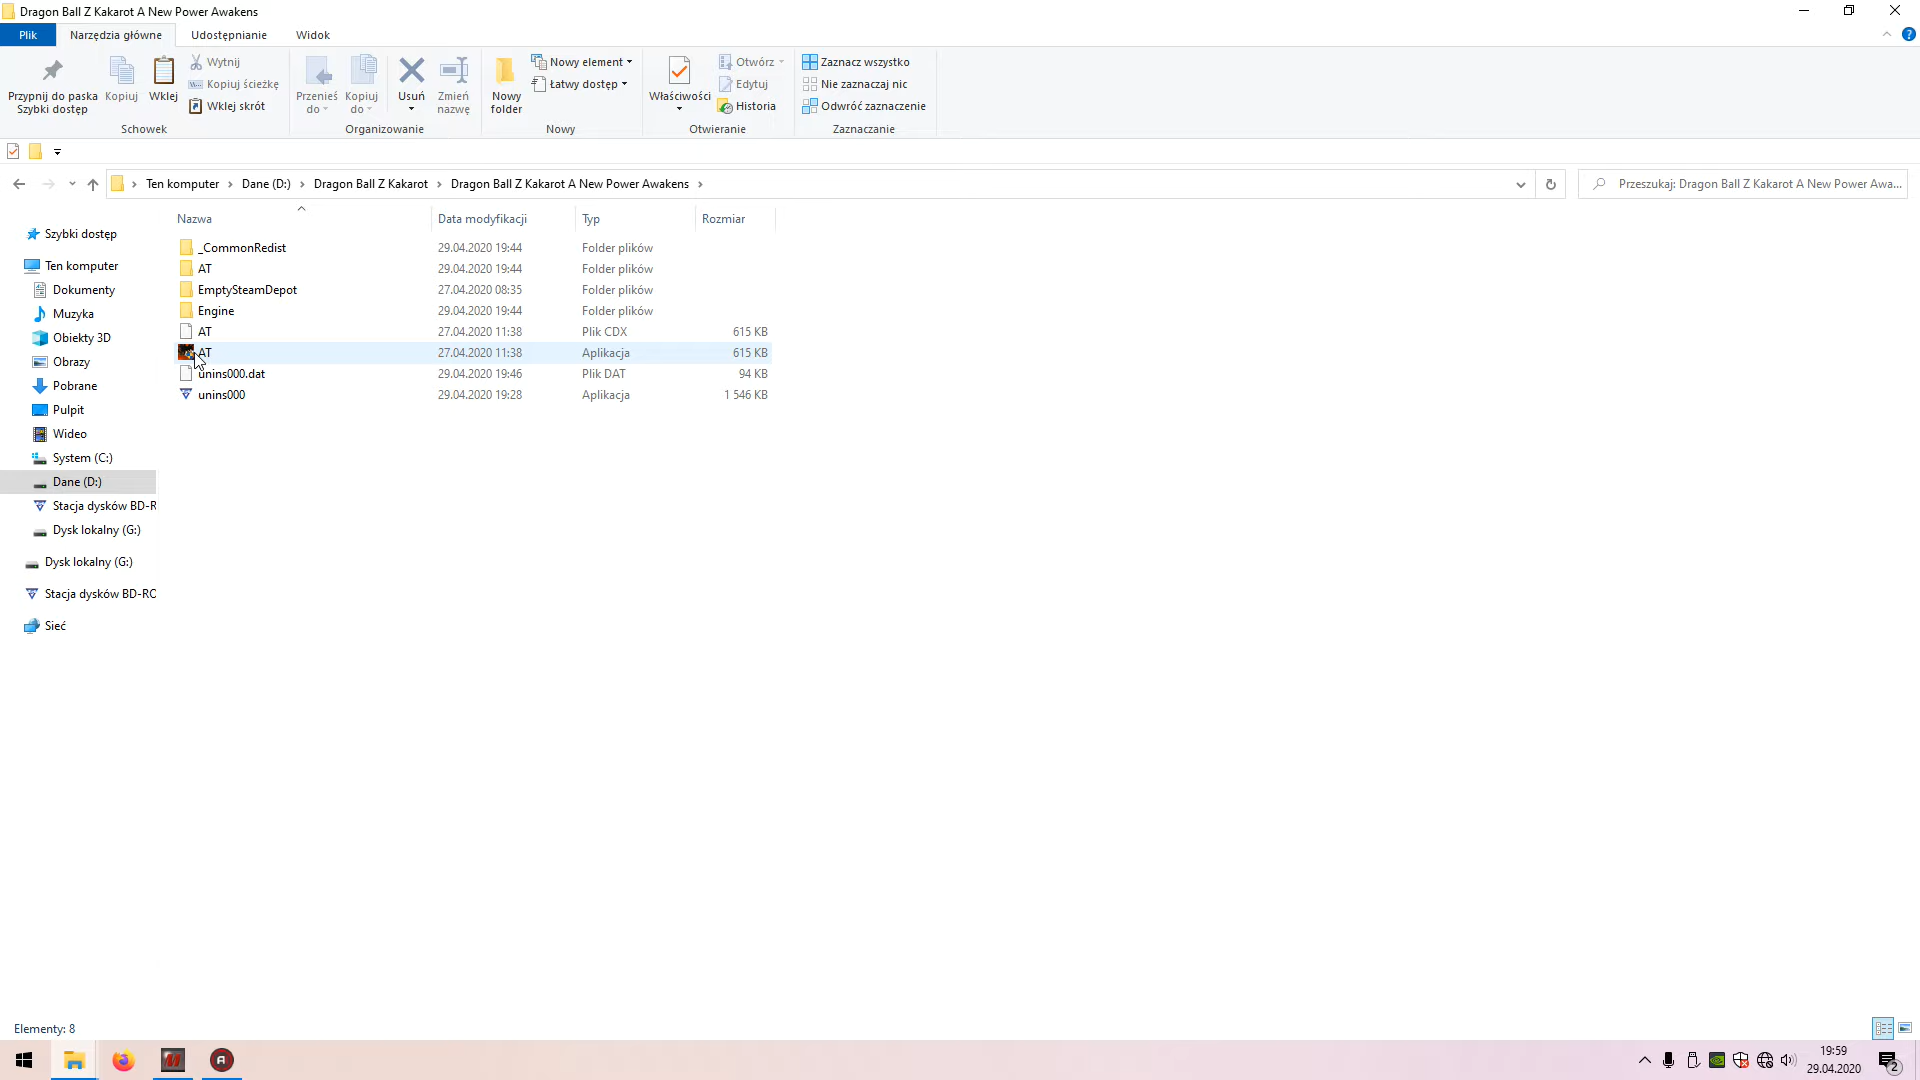 Dragon Ball Z Kakarot A New Power Awakens
Plik Narzędzia główne Udostępnianie Widok
Przypnij do paska Szybki dostęp
Kopiuj
Wklej
Wytnij
Kopiuj ścieżkę
Wklej skrót
Schowek
Przenieś do
Kopiuj do
Usuń
Zmień nazwę
Organizowanie
Nowy folder
Nowy element
Łatwy dostęp
Nowy
Właściwości
Otwórz
Edytuj
Historia
Otwieranie
Zaznacz wszystko
Nie zaznaczaj nic
Odwróć zaznaczenie
Zaznaczanie
Ten komputer > Dane (D:) > Dragon Ball Z Kakarot > Dragon Ball Z Kakarot A New Power Awakens >
Przeszukaj: Dragon Ball Z Kakarot A New Power Awa...
Szybki dostęp
Ten komputer
Dokumenty
Muzyka
Obiekty 3D
Obrazy
Pobrane
Pulpit
Wideo
System (C:)
Dane (D:)
Stacja dysków BD-R
Dysk lokalny (G:)
Dysk lokalny (G:)
Stacja dysków BD-RO
Sieć
Nazwa Data modyfikacji Typ Rozmiar
_CommonRedist 29.04.2020 19:44 Folder plików
AT 29.04.2020 19:44 Folder plików
EmptySteamDepot 27.04.2020 08:35 Folder plików
Engine 29.04.2020 19:44 Folder plików
AT 27.04.2020 11:38 Plik CDX 615 KB
AT 27.04.2020 11:38 Aplikacja 615 KB
unins000.dat 29.04.2020 19:46 Plik DAT 94 KB
unins000 29.04.2020 19:28 Aplikacja 1 546 KB
Elementy: 8
19:59
29.04.2020
2